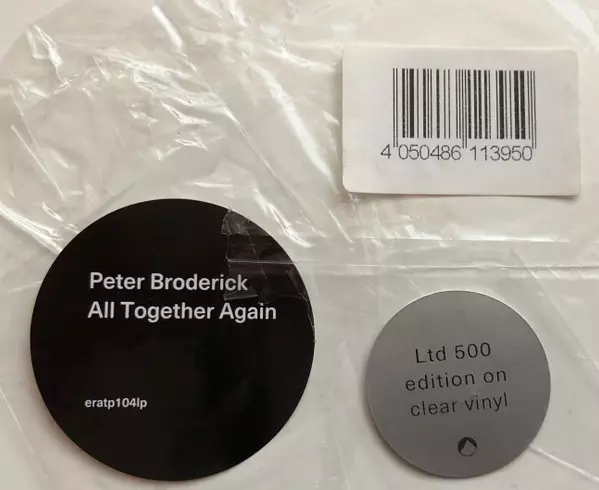 4 050486 113950
Peter Broderick
All Together Again
eratp104lp
Ltd 500
edition on
clear vinyl